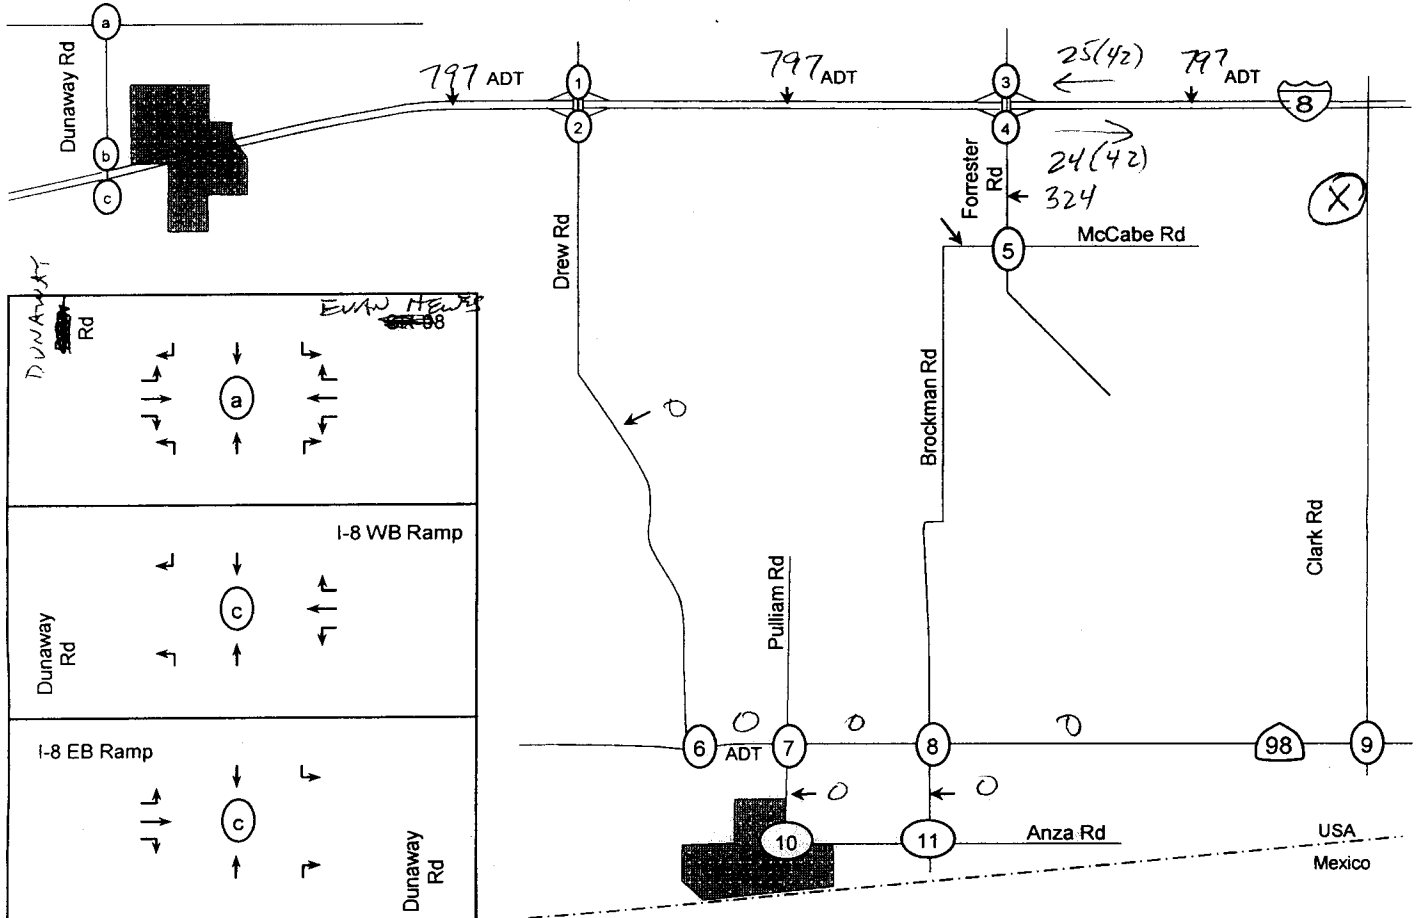 a
Dunaway Rd
b
c
797 ADT
1
2
797 ADT
3
4
25(42)
797 ADT
8
24(42)
324
Forrester Rd
X
5
McCabe Rd
Drew Rd
0
Brockman Rd
Clark Rd
Pulliam Rd
0
0
0
6
ADT
7
8
98
9
0
0
10
11
Anza Rd
USA
Mexico
DUNAWAY
Rd
EVAN HEWES
SR-98
a
I-8 WB Ramp
c
Dunaway Rd
I-8 EB Ramp
c
Dunaway Rd